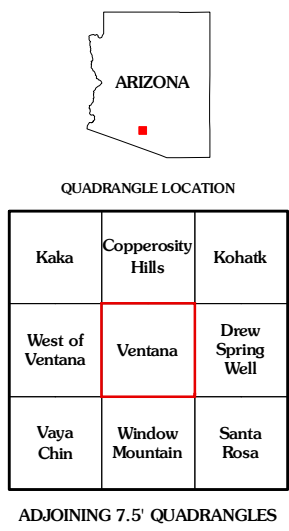 ARIZONA
QUADRANGLE LOCATION
Kaka
Copperosity
Hills
Kohatk
West of
Ventana
Ventana
Drew
Spring
Well
Vaya
Chin
Window
Mountain
Santa
Rosa
ADJOINING 7.5' QUADRANGLES